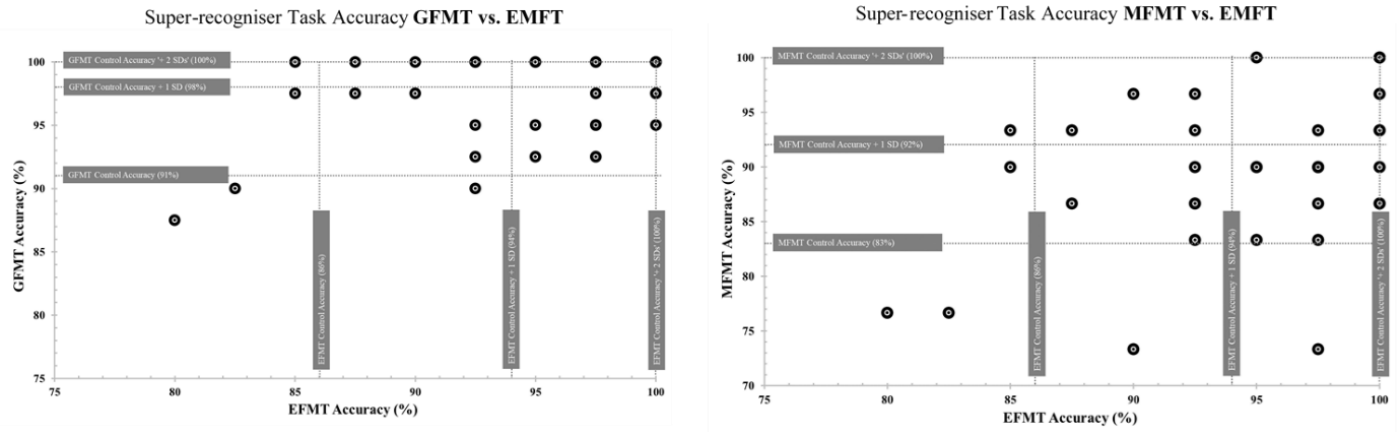 Super-recogniser Task Accuracy GFMT vs. EMFT
GFMT Accuracy (%)
100
95
90
85
80
75
GFMT Control Accuracy '+ 2 SDs' (100%)
GFMT Control Accuracy + 1 SD (98%)
GFMT Control Accuracy (91%)
EFMT Control Accuracy (86%)
EFMT Control Accuracy + 1 SD (94%)
EFMT Control Accuracy '+ 2 SDs' (100%)
75 80 85 90 95 100
EFMT Accuracy (%)
Super-recogniser Task Accuracy MFMT vs. EMFT
MFMT Accuracy (%)
100
95
90
85
80
75
70
MFMT Control Accuracy '+ 2 SDs' (100%)
MFMT Control Accuracy + 1 SD (92%)
MFMT Control Accuracy (83%)
EFMT Control Accuracy (86%)
EFMT Control Accuracy + 1 SD (94%)
EFMT Control Accuracy '+ 2 SDs' (100%)
75 80 85 90 95 100
EFMT Accuracy (%)